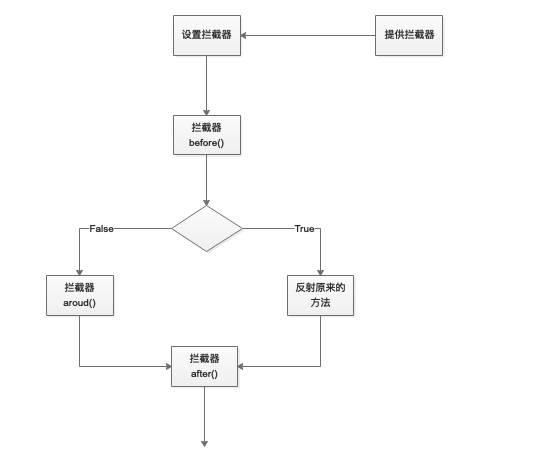 设置拦截器
提供拦截器
拦截器
before()
False
True
拦截器
aroud()
反射原来的
方法
拦截器
after()